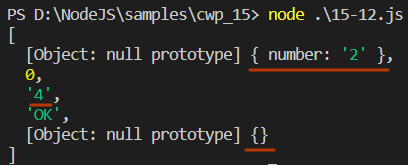 PS D:\NodeJS\samples\cwp_15> node .\15-12.js
[
  [Object: null prototype] { number: '2' },
  0,
  '4',
  'OK',
  [Object: null prototype] {}
]